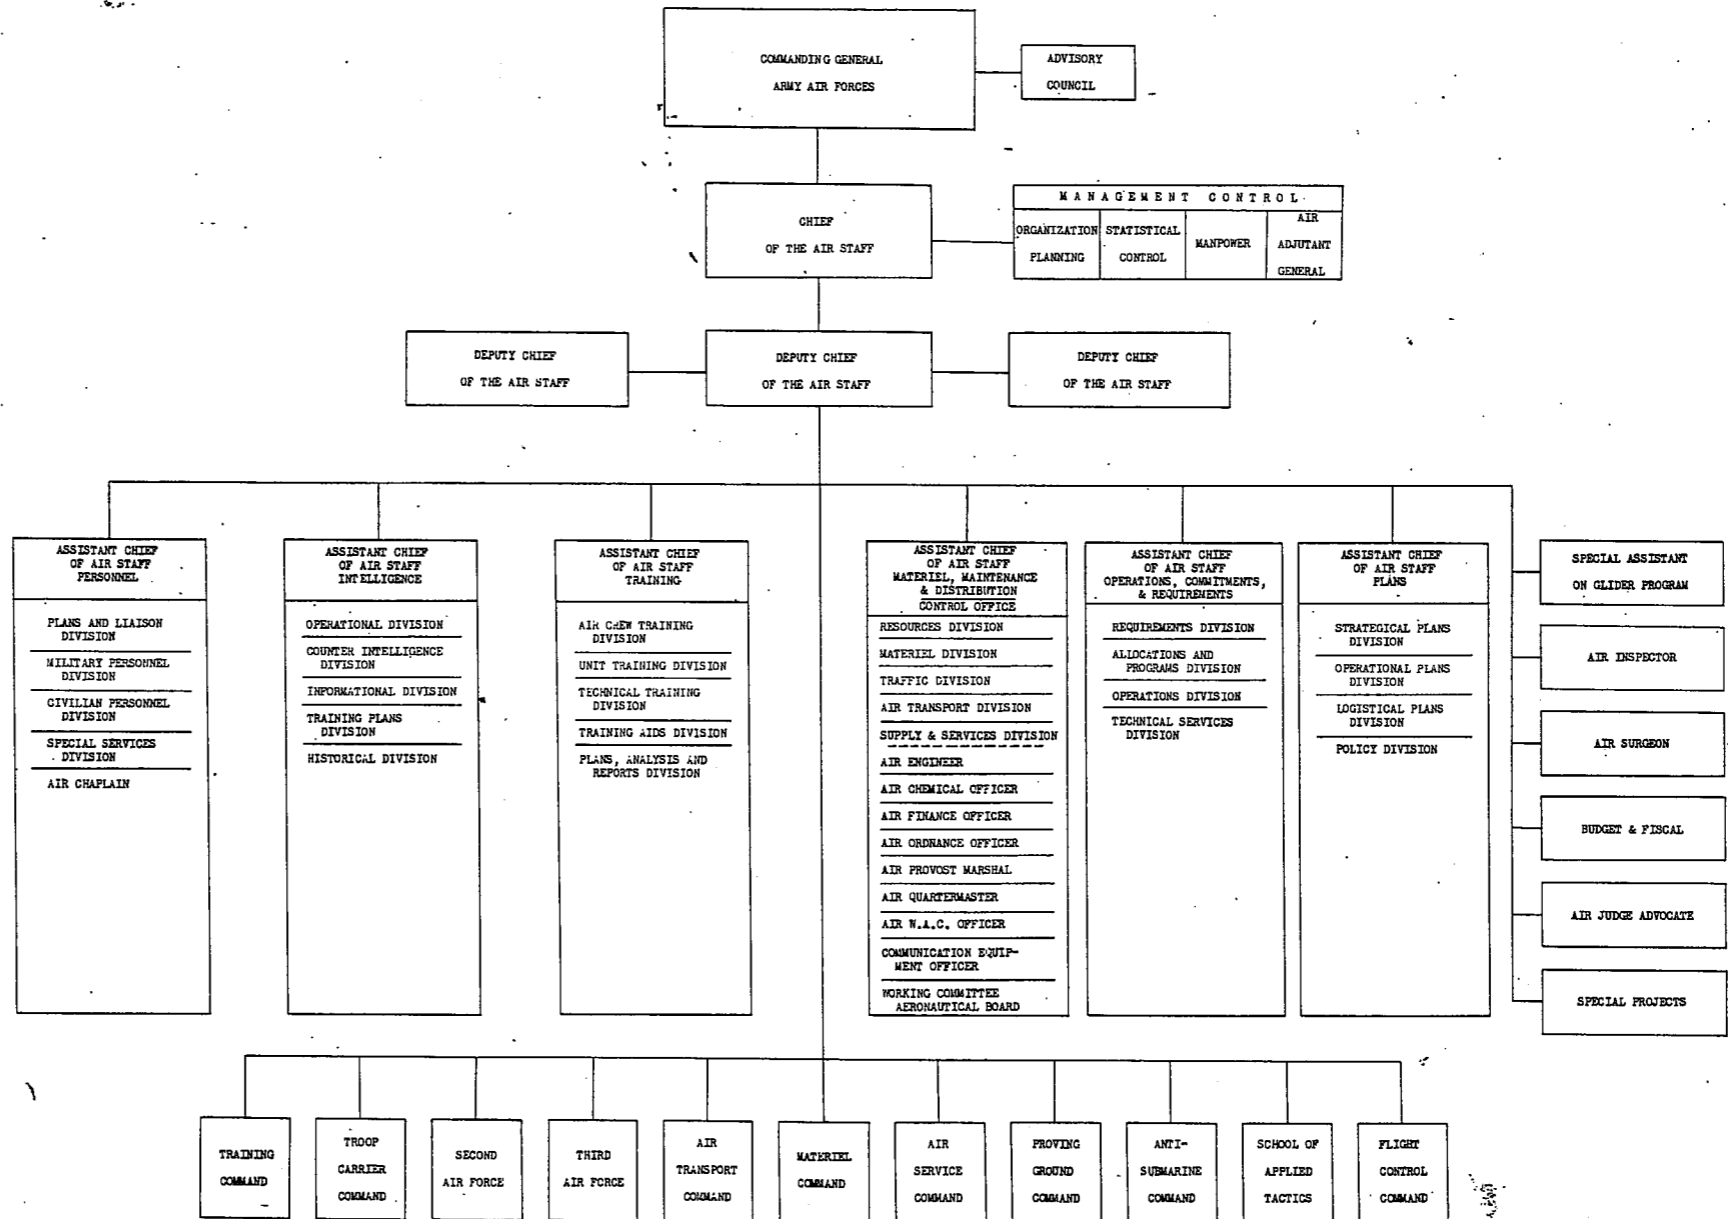 COMMANDING GENERAL
ARMY AIR FORCES
ADVISORY
COUNCIL
CHIEF
OF THE AIR STAFF
MANAGEMENT CONTROL
ORGANIZATION
PLANNING
STATISTICAL
CONTROL
MANPOWER
AIR
ADJUTANT
GENERAL
DEPUTY CHIEF
OF THE AIR STAFF
DEPUTY CHIEF
OF THE AIR STAFF
DEPUTY CHIEF
OF THE AIR STAFF
ASSISTANT CHIEF
OF AIR STAFF
PERSONNEL
PLANS AND LIAISON
DIVISION
MILITARY PERSONNEL
DIVISION
CIVILIAN PERSONNEL
DIVISION
SPECIAL SERVICES
DIVISION
AIR CHAPLAIN
ASSISTANT CHIEF
OF AIR STAFF
INTELLIGENCE
OPERATIONAL DIVISION
COUNTER INTELLIGENCE
DIVISION
INFORMATIONAL DIVISION
TRAINING PLANS
DIVISION
HISTORICAL DIVISION
ASSISTANT CHIEF
OF AIR STAFF
TRAINING
AIR CREW TRAINING
DIVISION
UNIT TRAINING DIVISION
TECHNICAL TRAINING
DIVISION
TRAINING AIDS DIVISION
PLANS, ANALYSIS AND
REPORTS DIVISION
ASSISTANT CHIEF
OF AIR STAFF
MATERIEL, MAINTENANCE
& DISTRIBUTION
CONTROL OFFICE
RESOURCES DIVISION
MATERIEL DIVISION
TRAFFIC DIVISION
AIR TRANSPORT DIVISION
SUPPLY & SERVICES DIVISION
AIR ENGINEER
AIR CHEMICAL OFFICER
AIR FINANCE OFFICER
AIR ORDNANCE OFFICER
AIR PROVOST MARSHAL
AIR QUARTERMASTER
AIR W.A.C. OFFICER
COMMUNICATION EQUIP-
MENT OFFICER
WORKING COMMITTEE
AERONAUTICAL BOARD
ASSISTANT CHIEF
OF AIR STAFF
OPERATIONS, COMMITMENTS,
& REQUIREMENTS
REQUIREMENTS DIVISION
ALLOCATIONS AND
PROGRAMS DIVISION
OPERATIONS DIVISION
TECHNICAL SERVICES
DIVISION
ASSISTANT CHIEF
OF AIR STAFF
PLANS
STRATEGICAL PLANS
DIVISION
OPERATIONAL PLANS
DIVISION
LOGISTICAL PLANS
DIVISION
POLICY DIVISION
SPECIAL ASSISTANT
ON GLIDER PROGRAM
AIR INSPECTOR
AIR SURGEON
BUDGET & FISCAL
AIR JUDGE ADVOCATE
SPECIAL PROJECTS
TRAINING
COMMAND
TROOP
CARRIER
COMMAND
SECOND
AIR FORCE
THIRD
AIR FORCE
AIR
TRANSPORT
COMMAND
MATERIEL
COMMAND
AIR
SERVICE
COMMAND
PROVING
GROUND
COMMAND
ANTI-
SUBMARINE
COMMAND
SCHOOL OF
APPLIED
TACTICS
FLIGHT
CONTROL
COMMAND